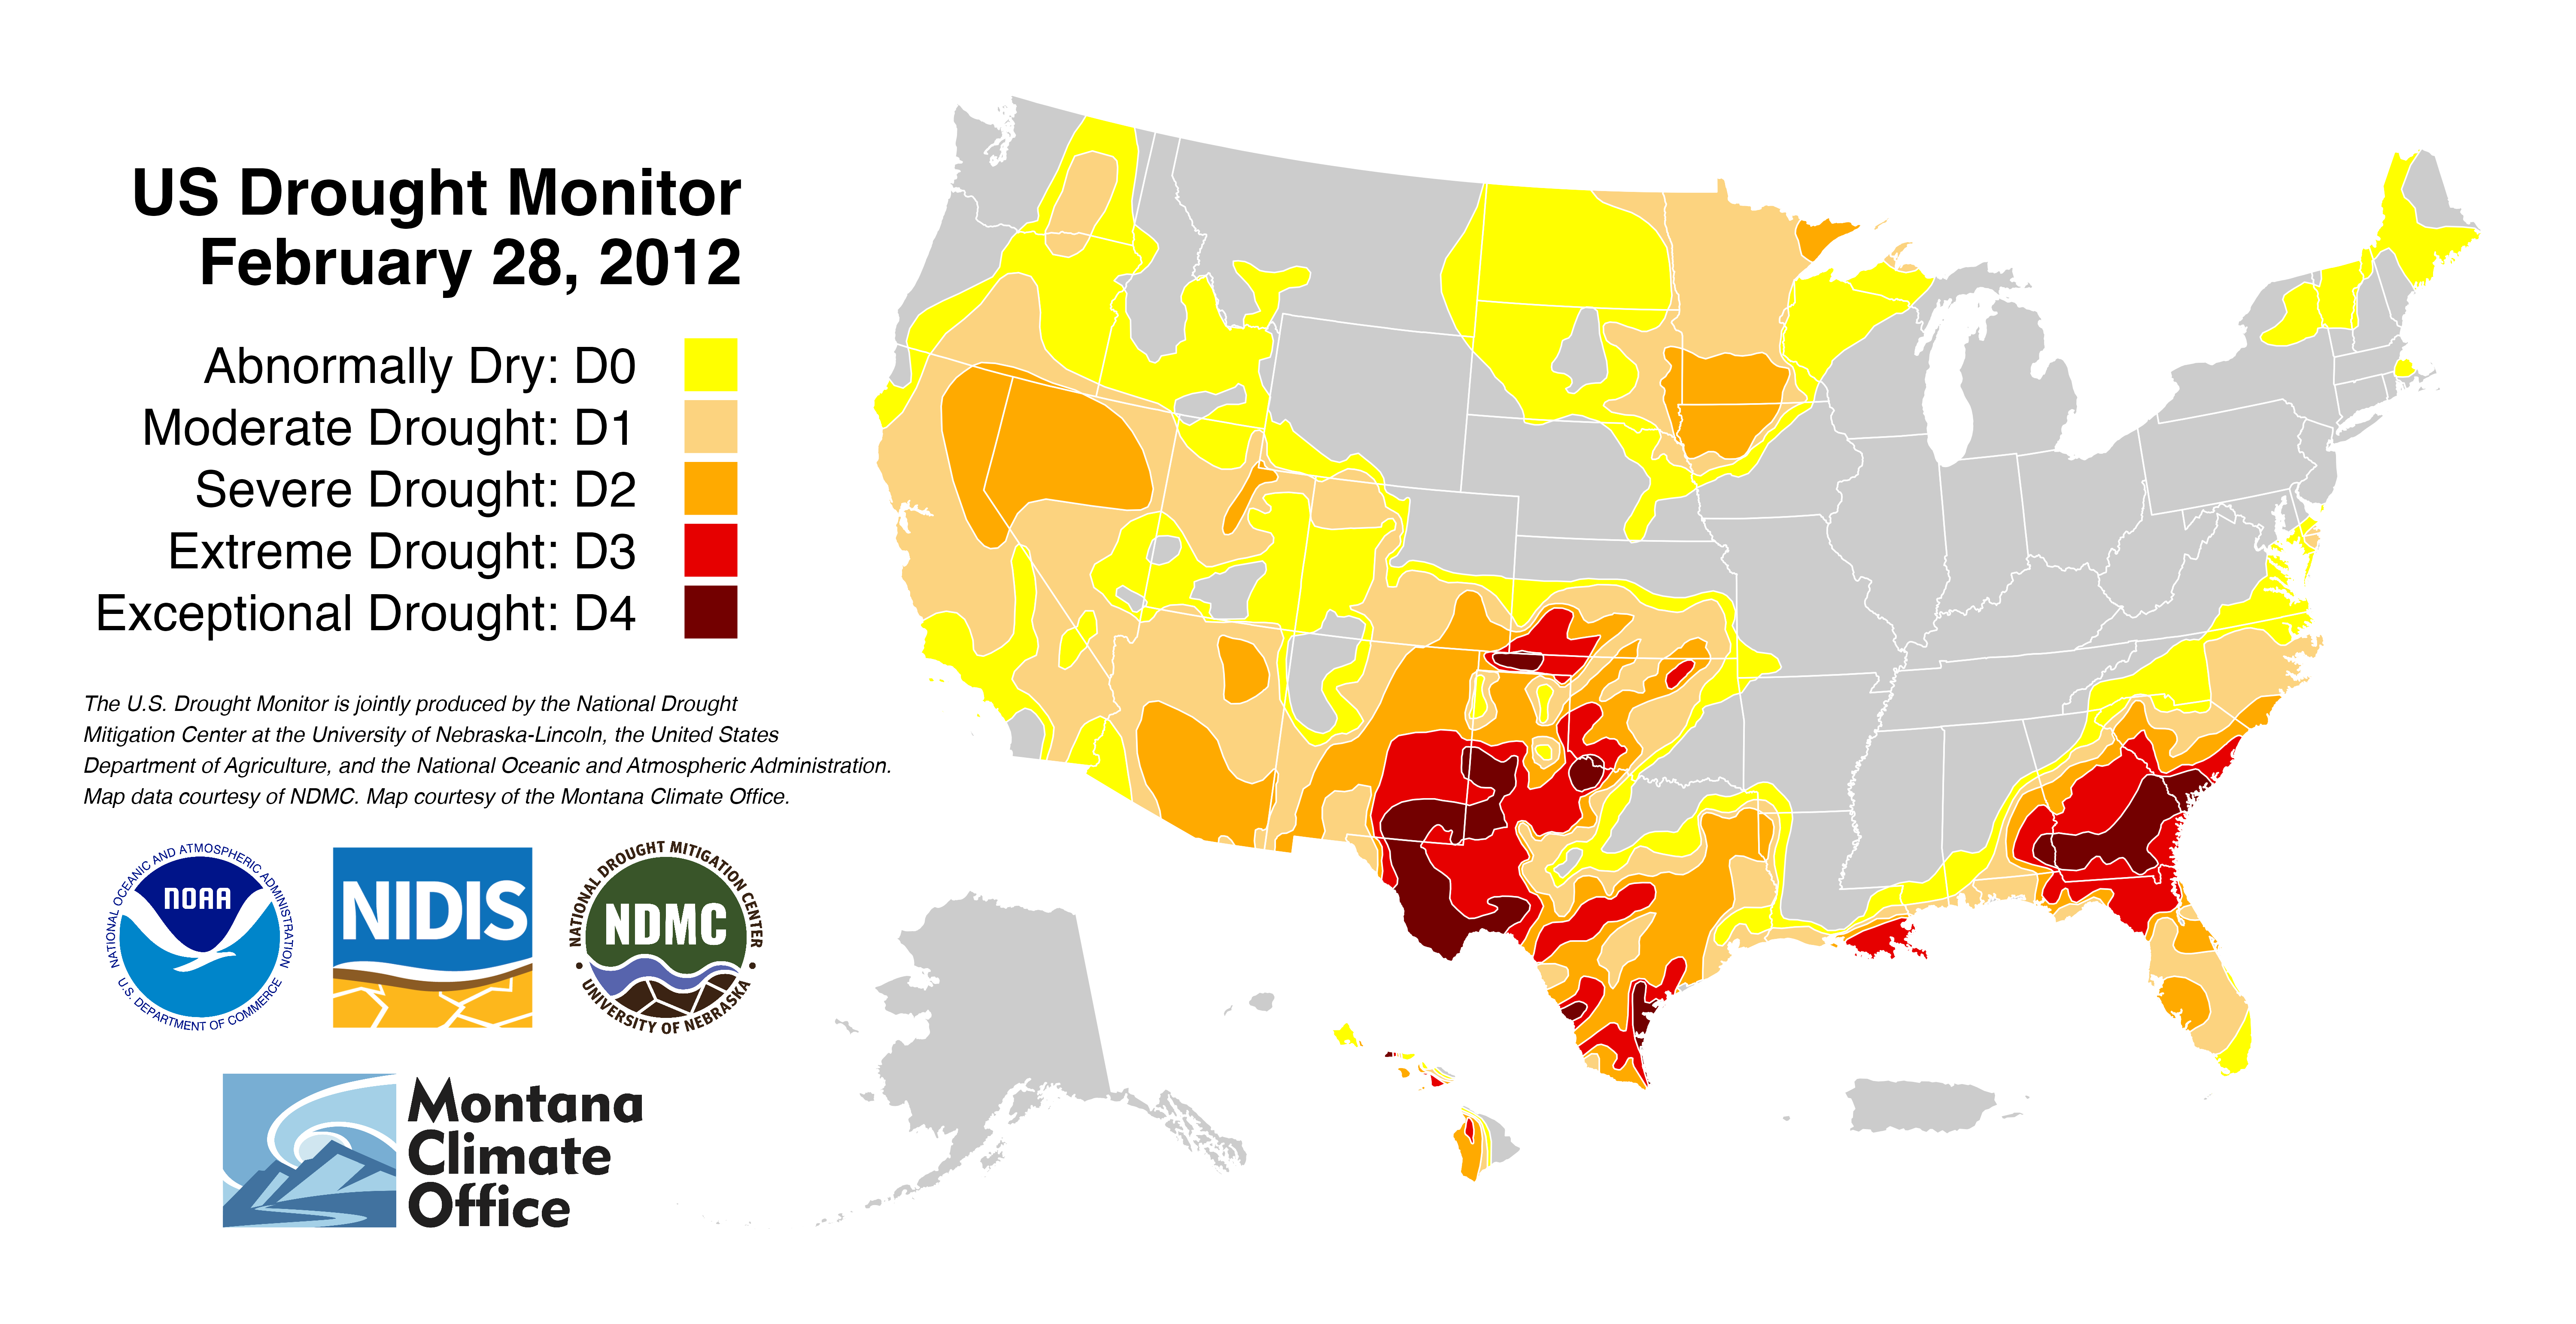 US Drought Monitor
February 28, 2012
Abnormally Dry: D0
Moderate Drought: D1
Severe Drought: D2
Extreme Drought: D3
Exceptional Drought: D4
The U.S. Drought Monitor is jointly produced by the National Drought
Mitigation Center at the University of Nebraska-Lincoln, the United States
Department of Agriculture, and the National Oceanic and Atmospheric Administration.
Map data courtesy of NDMC. Map courtesy of the Montana Climate Office.
NATIONAL OCEANIC AND ATMOSPHERIC ADMINISTRATION
NOAA
U.S. DEPARTMENT OF COMMERCE
NIDIS
NATIONAL DROUGHT MITIGATION CENTER
NDMC
UNIVERSITY OF NEBRASKA
Montana
Climate
Office